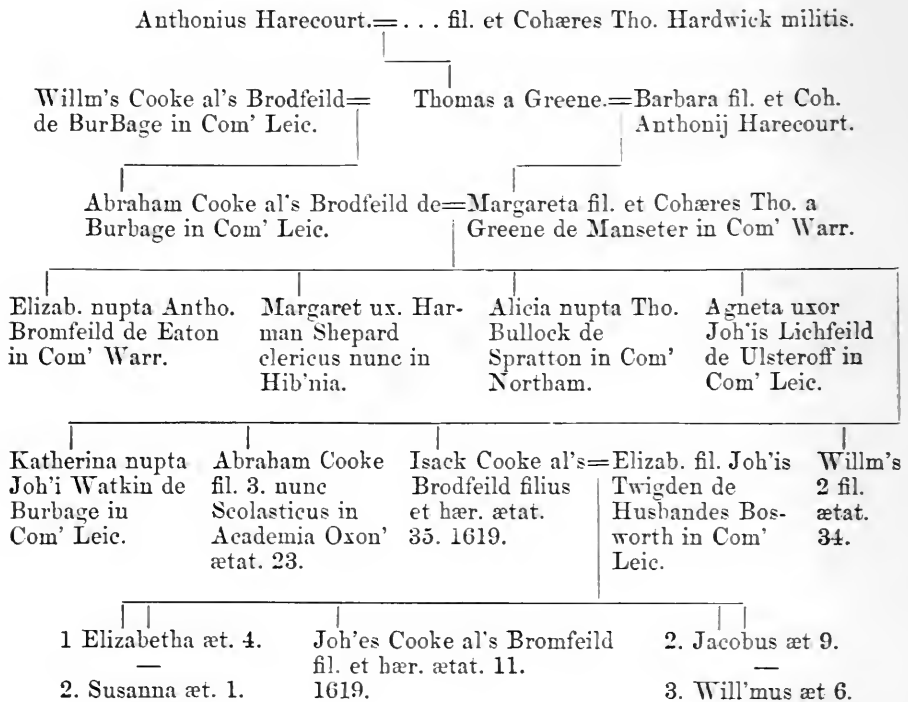 Anthonius Harecourt.=. . . fil. et Cohæres Tho. Hardwick militis.
Willm's Cooke al's Brodfeild=
de BurBage in Com' Leic.
Thomas a Greene.=Barbara fil. et Coh.
Anthonij Harecourt.
Abraham Cooke al's Brodfeild de=Margareta fil. et Cohæres Tho. a
Burbage in Com' Leic.
Greene de Manseter in Com' Warr.
Elizab. nupta Antho.
Bromfeild de Eaton
in Com' Warr.
Margaret ux. Har-
man Shepard
clericus nunc in
Hib'nia.
Alicia nupta Tho.
Bullock de
Spratton in Com'
Northam.
Agneta uxor
Joh'is Lichfeild
de Ulsteroff in
Com' Leic.
Katherina nupta
Joh'i Watkin de
Burbage in
Com' Leic.
Abraham Cooke
fil. 3. nunc
Scolasticus in
Academia Oxon'
ætat. 23.
Isack Cooke al's=
Brodfeild filius
et hær. ætat.
35. 1619.
Elizab. fil. Joh'is
Twigden de
Husbandes Bos-
worth in Com'
Leic.
Willm's
2 fil.
ætat.
34.
1 Elizabetha æt. 4.
—
2. Susanna æt. 1.
Joh'es Cooke al's Bromfeild
fil. et hær. ætat. 11.
1619.
2. Jacobus æt 9.
—
3. Will'mus æt 6.